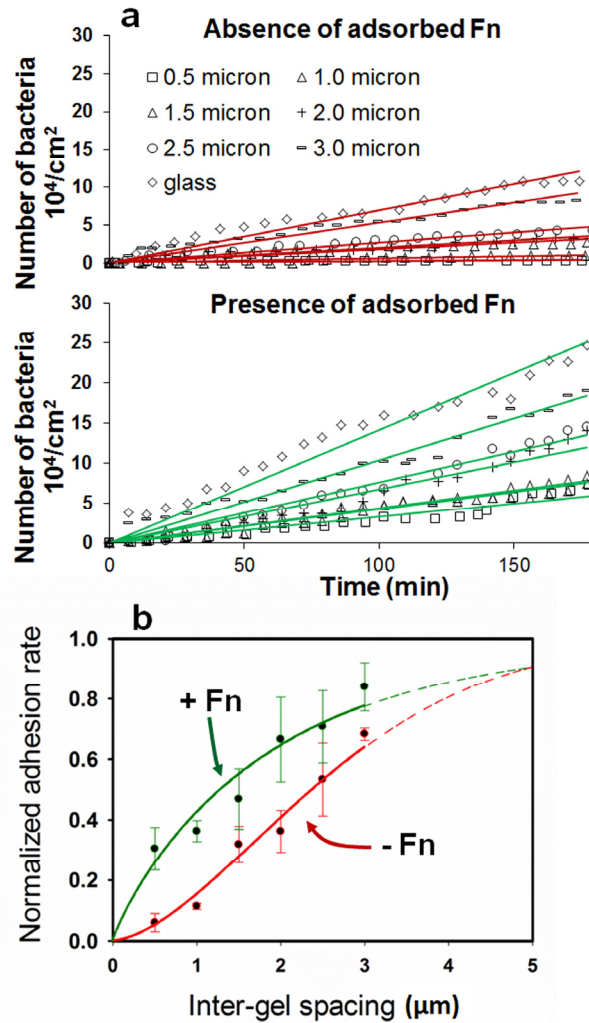 a
Absence of adsorbed Fn
30
25
20
15
10
5
0
Number of bacteria
10⁴/cm²
0.5 micron
1.0 micron
1.5 micron
2.0 micron
2.5 micron
3.0 micron
glass
Presence of adsorbed Fn
30
25
20
15
10
5
0
Number of bacteria
10⁴/cm²
0
50
100
150
Time (min)
b
1.0
0.8
0.6
0.4
0.2
0.0
Normalized adhesion rate
+ Fn
- Fn
0
1
2
3
4
5
Inter-gel spacing (μm)